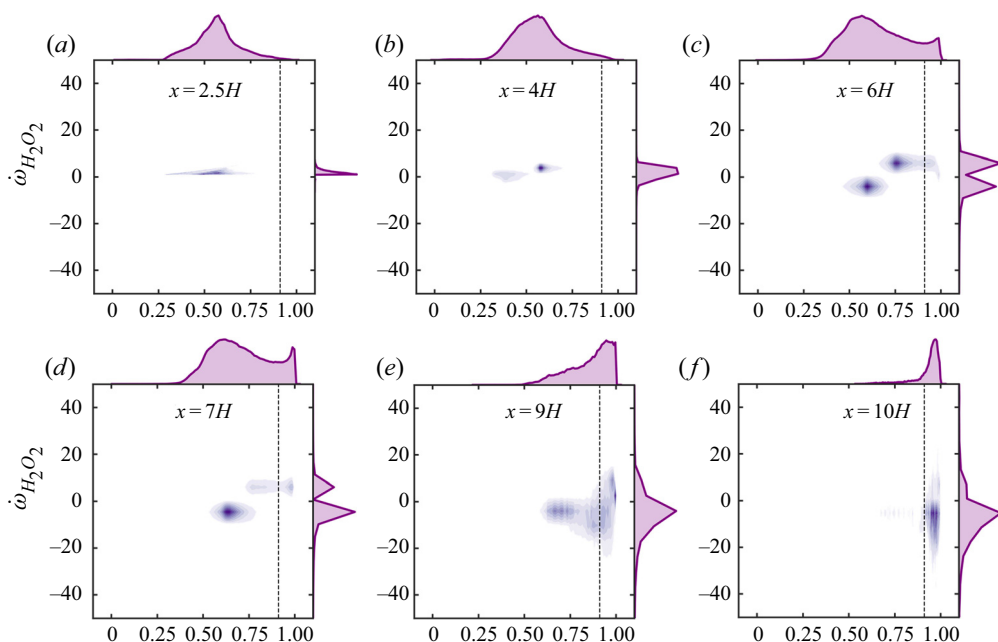 (a) (b) (c)
40 40 40
x = 2.5H x = 4H x = 6H
20 20 20
ω̇H2O2 0 0 0
–20 –20 –20
–40 –40 –40
0 0.25 0.50 0.75 1.00 0 0.25 0.50 0.75 1.00 0 0.25 0.50 0.75 1.00
(d) (e) (f)
40 40 40
x = 7H x = 9H x = 10H
20 20 20
ω̇H2O2 0 0 0
–20 –20 –20
–40 –40 –40
0 0.25 0.50 0.75 1.00 0 0.25 0.50 0.75 1.00 0 0.25 0.50 0.75 1.00